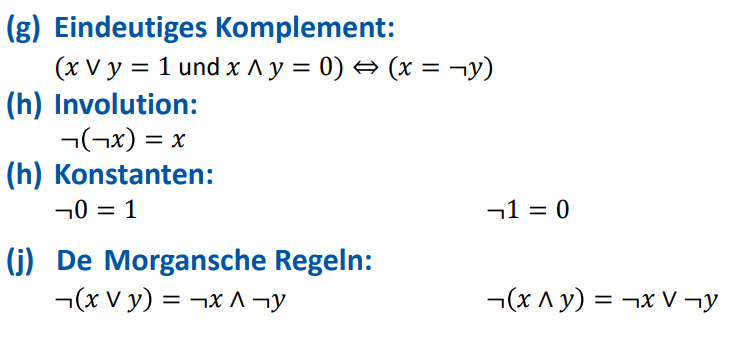 (g) Eindeutiges Komplement:
(x ∨ y = 1 und x ∧ y = 0) ⇔ (x = ¬y)
(h) Involution:
¬(¬x) = x
(h) Konstanten:
¬0 = 1 ¬1 = 0
(j) De Morgansche Regeln:
¬(x ∨ y) = ¬x ∧ ¬y ¬(x ∧ y) = ¬x ∨ ¬y